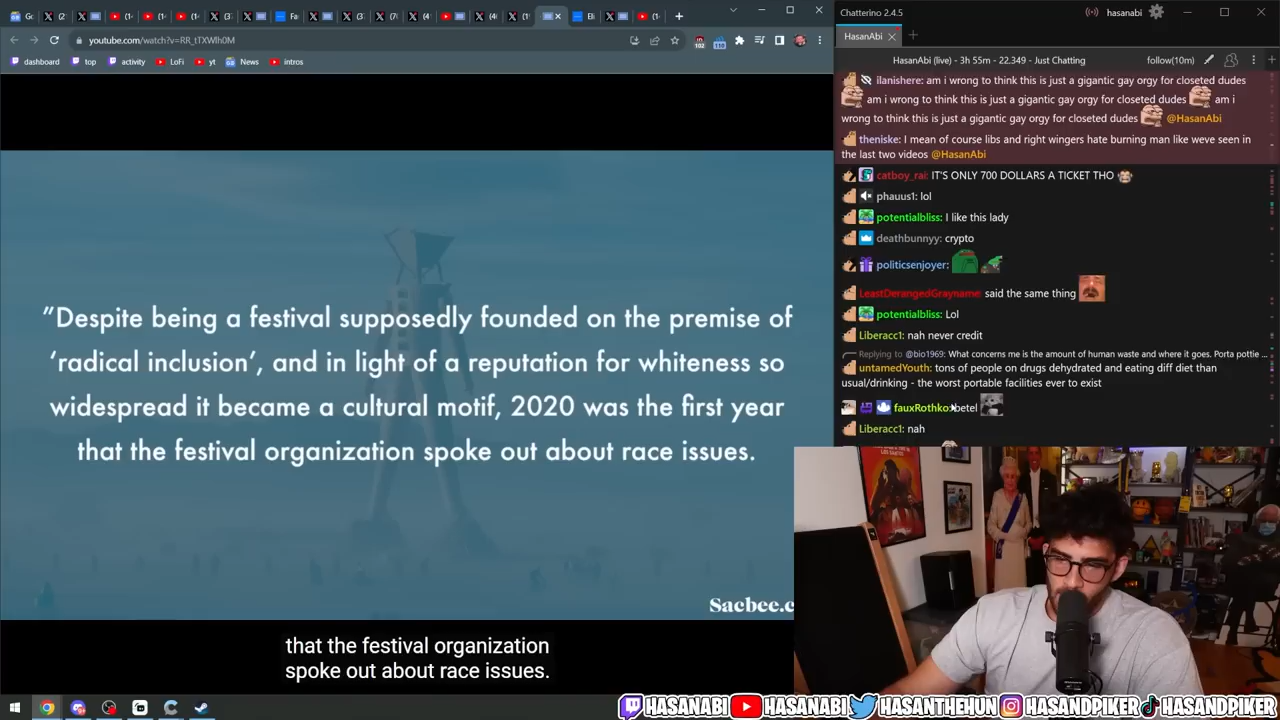 youtube.com/watch?v=RR_tTXWlh0M
dashboard
top
activity
LoFi
yt
News
intros
”Despite being a festival supposedly founded on the premise of
‘radical inclusion’, and in light of a reputation for whiteness so
widespread it became a cultural motif, 2020 was the first year
that the festival organization spoke out about race issues.
Sacbee.c
that the festival organization
spoke out about race issues.
Chatterino 2.4.5
hasanabi
HasanAbi
HasanAbi (live) - 3h 55m - 22.349 - Just Chatting
follow(10m)
ilanishere: am i wrong to think this is just a gigantic gay orgy for closeted dudes
am i wrong to think this is just a gigantic gay orgy for closeted dudes am i
wrong to think this is just a gigantic gay orgy for closeted dudes @HasanAbi
theniske: I mean of course libs and right wingers hate burning man like weve seen in
the last two videos @HasanAbi
catboy_rai: IT'S ONLY 700 DOLLARS A TICKET THO
phauus1: lol
potentialbliss: I like this lady
deathbunnyy: crypto
politicsenjoyer:
LeastDerangedGrayname: said the same thing
potentialbliss: Lol
Liberacc1: nah never credit
Replying to @bio1969: What concerns me is the amount of human waste and where it goes. Porta pottie ...
untamedYouth: tons of people on drugs dehydrated and eating diff diet than
usual/drinking - the worst portable facilities ever to exist
fauxRothko: betel
Liberacc1: nah
HASANABI
HASANABI
HASANTHEHUN
HASANDPIKER
HASANDPIKER